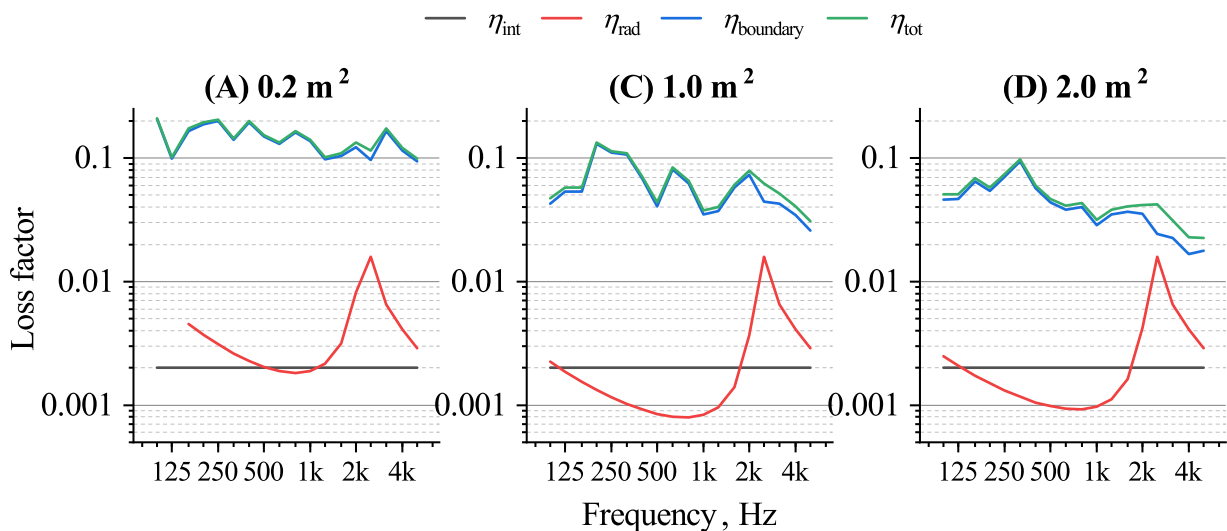 η_int η_rad η_boundary η_tot
(A) 0.2 m² (C) 1.0 m² (D) 2.0 m²
Loss factor
0.1 0.1 0.1
0.01 0.01 0.01
0.001 0.001 0.001
125 250 500 1k 2k 4k 125 250 500 1k 2k 4k 125 250 500 1k 2k 4k
Frequency , Hz